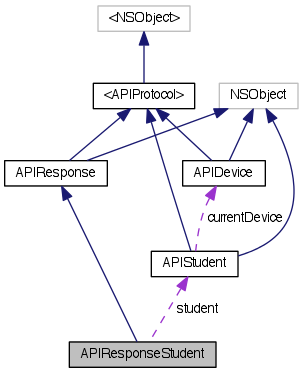 <NSObject>
<APIProtocol>
NSObject
APIResponse
APIDevice
currentDevice
APIStudent
student
APIResponseStudent